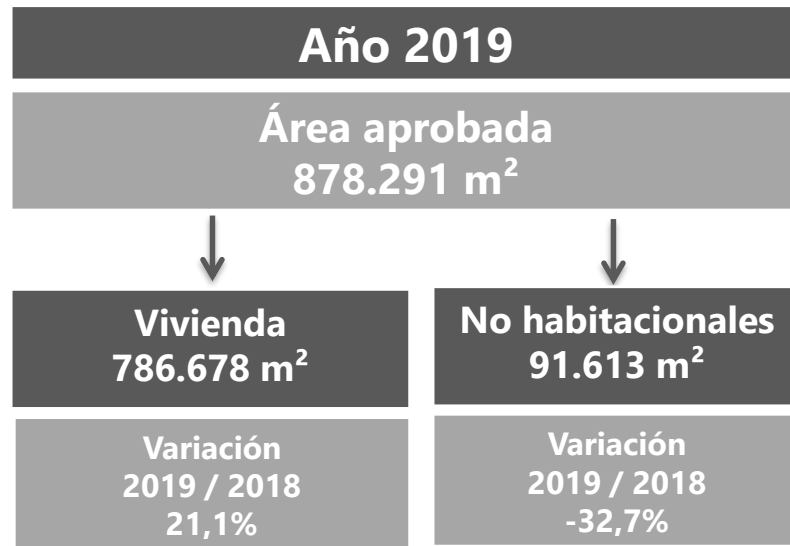 Año 2019
Área aprobada
878.291 m²
Vivienda
786.678 m²
No habitacionales
91.613 m²
Variación
2019 / 2018
21,1%
Variación
2019 / 2018
-32,7%